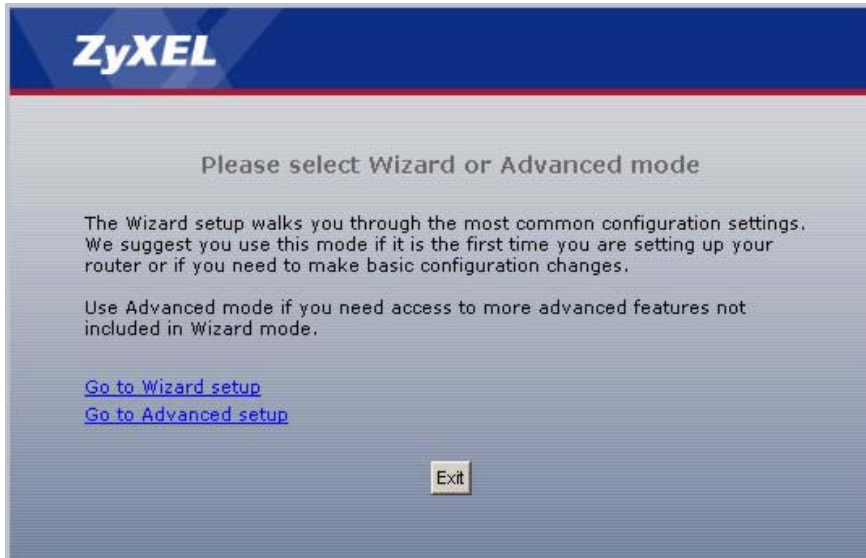 ZyXEL
Please select Wizard or Advanced mode
The Wizard setup walks you through the most common configuration settings.
We suggest you use this mode if it is the first time you are setting up your
router or if you need to make basic configuration changes.
Use Advanced mode if you need access to more advanced features not
included in Wizard mode.
Go to Wizard setup
Go to Advanced setup
Exit